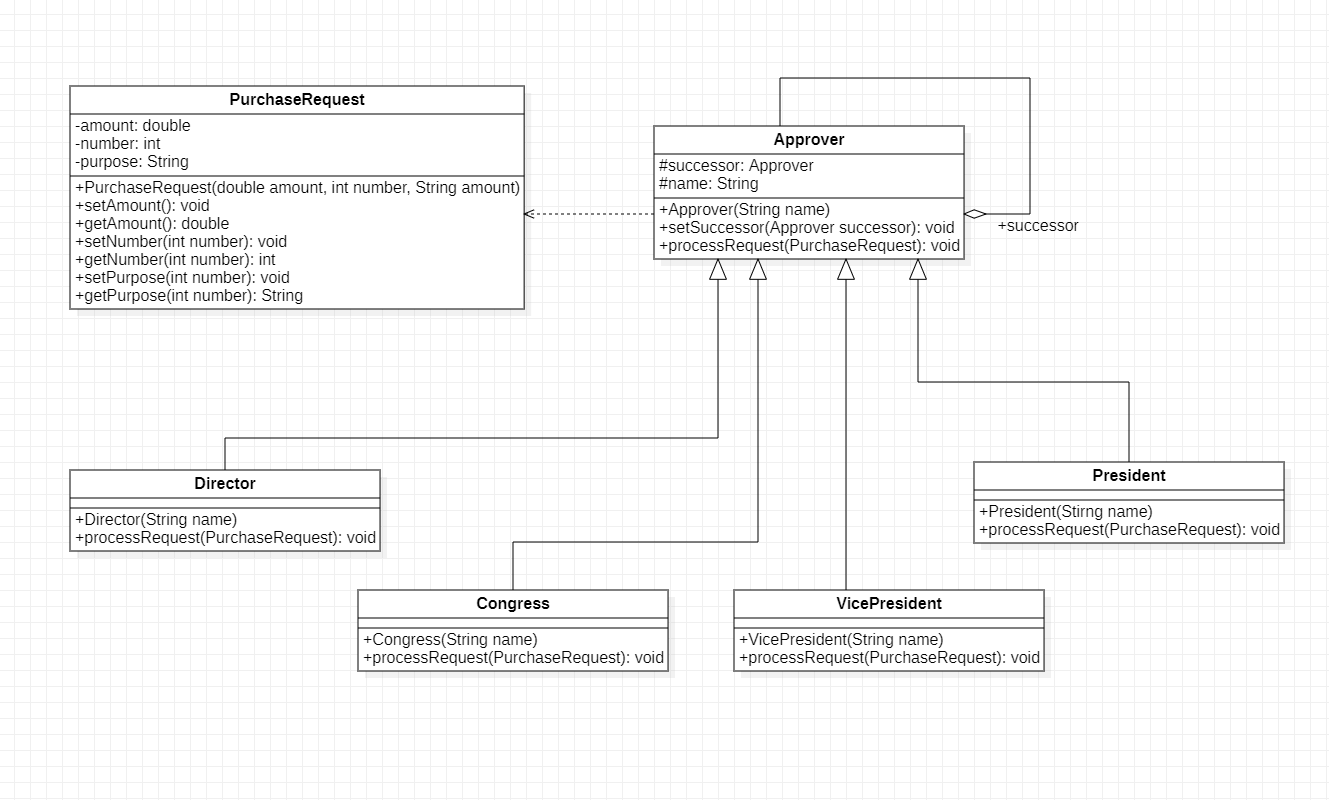 PurchaseRequest
-amount: double
-number: int
-purpose: String
+PurchaseRequest(double amount, int number, String amount)
+setAmount(): void
+getAmount(): double
+setNumber(int number): void
+getNumber(int number): int
+setPurpose(int number): void
+getPurpose(int number): String
Approver
#successor: Approver
#name: String
+Approver(String name)
+setSuccessor(Approver successor): void
+processRequest(PurchaseRequest): void
+successor
Director
+Director(String name)
+processRequest(PurchaseRequest): void
Congress
+Congress(String name)
+processRequest(PurchaseRequest): void
VicePresident
+VicePresident(String name)
+processRequest(PurchaseRequest): void
President
+President(Stirng name)
+processRequest(PurchaseRequest): void